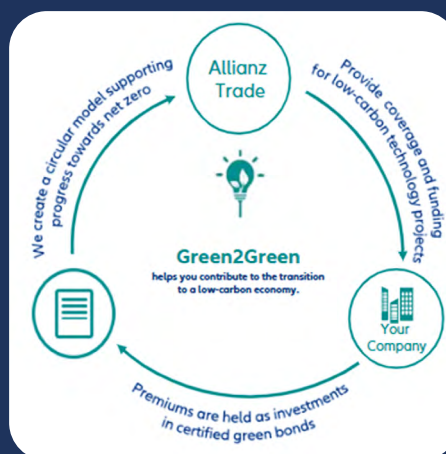 Allianz
Trade
Provide coverage and funding
for low-carbon technology projects
We create a circular model supporting
progress towards net zero
Green2Green
helps you contribute to the transition
to a low-carbon economy.
Your
Company
Premiums are held as investments
in certified green bonds